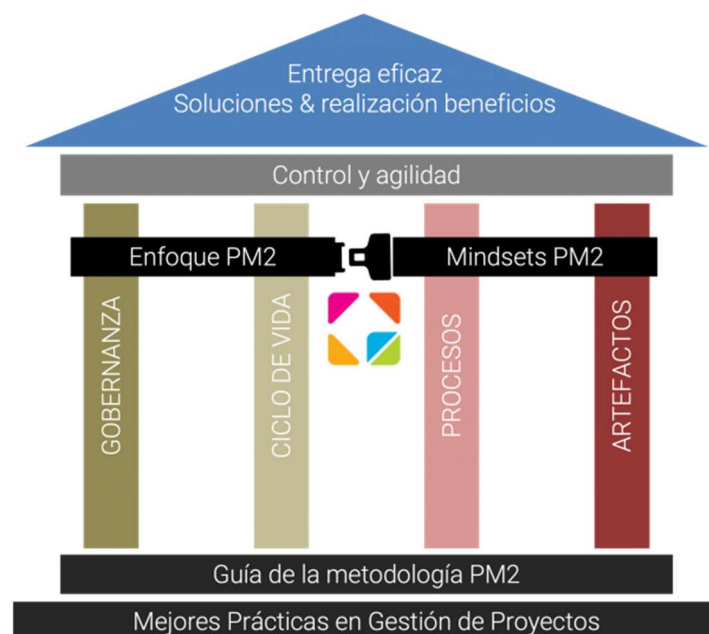 Entrega eficaz
Soluciones & realización beneficios
Control y agilidad
Enfoque PM2
Mindsets PM2
GOBERNANZA
CICLO DE VIDA
PROCESOS
ARTEFACTOS
Guía de la metodología PM2
Mejores Prácticas en Gestión de Proyectos